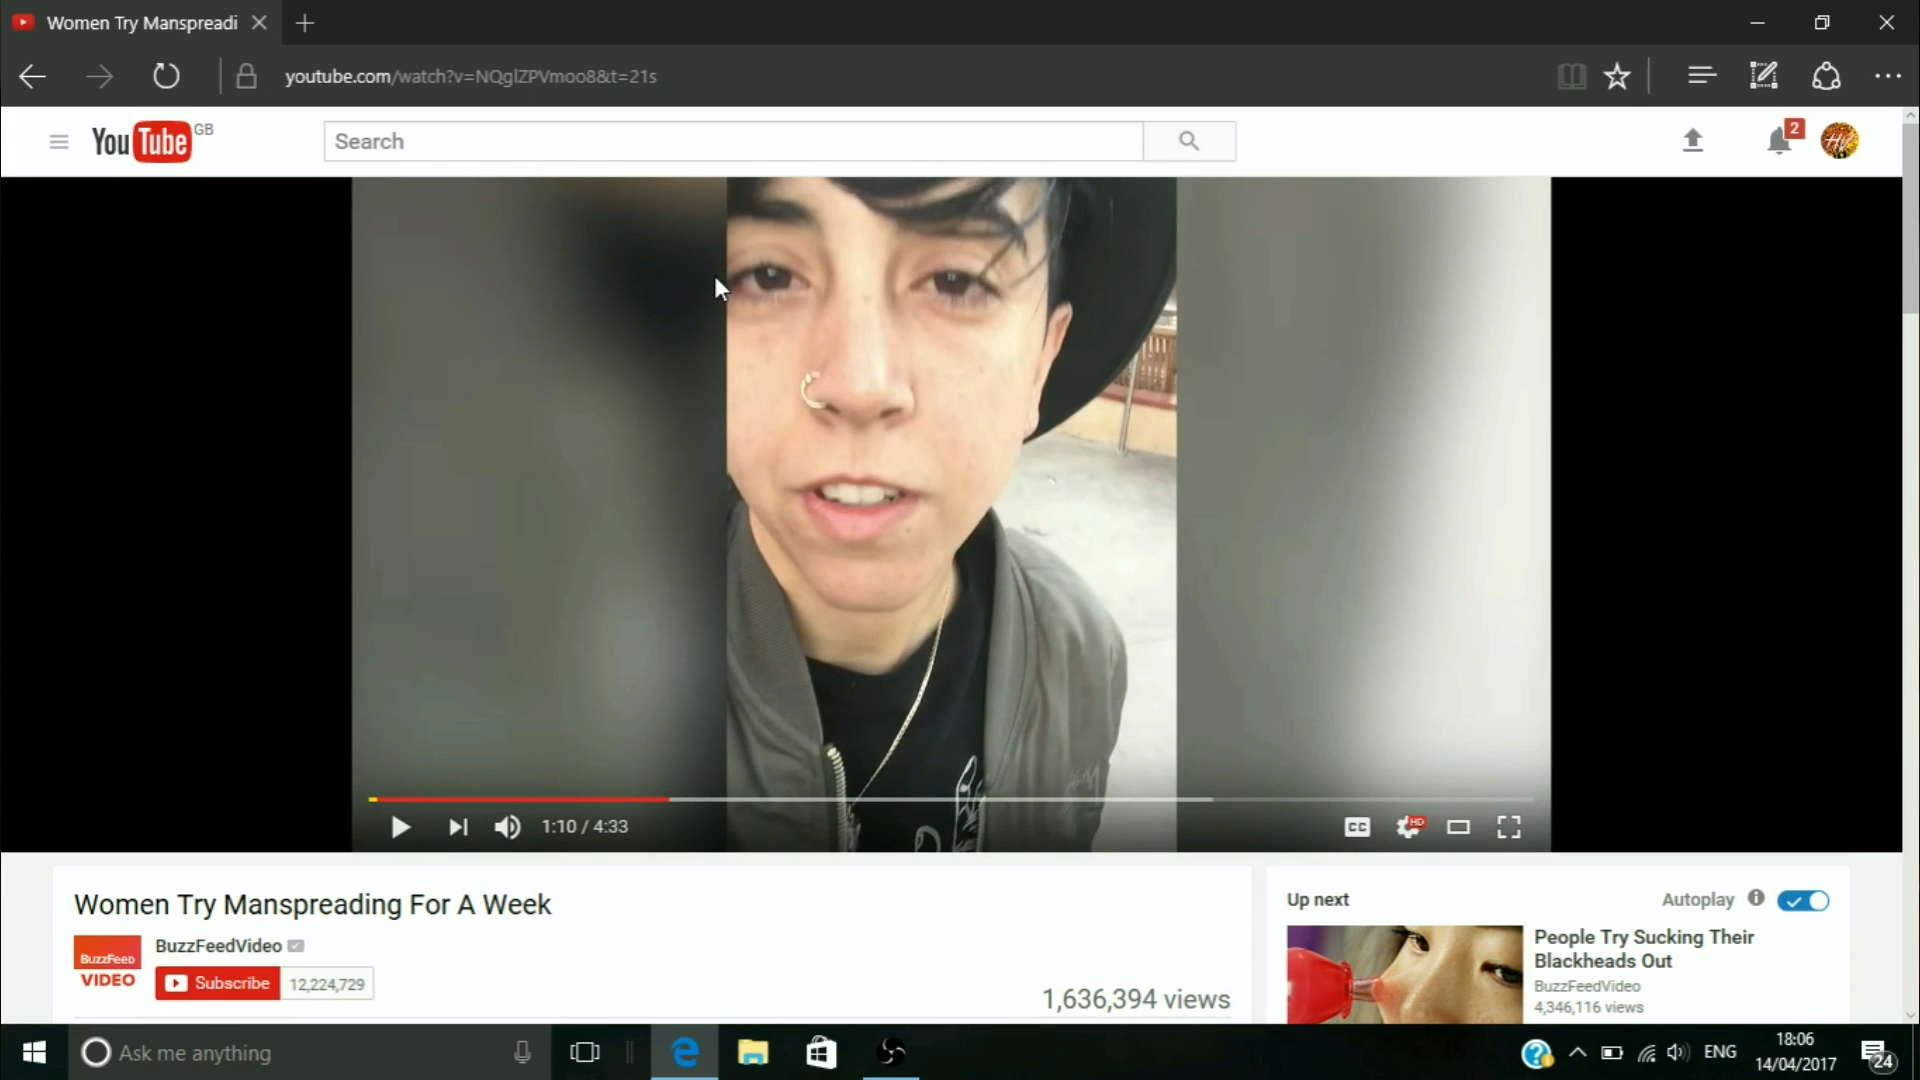 Women Try Manspreadi
youtube.com/watch?v=NQglZPVmoo8&t=21s
YouTube GB
Search
2
1:10 / 4:33
CC
HD
Women Try Manspreading For A Week
BuzzFeed
VIDEO
BuzzFeedVideo
Subscribe 12,224,729
1,636,394 views
Up next
Autoplay
People Try Sucking Their
Blackheads Out
BuzzFeedVideo
4,346,116 views
Ask me anything
ENG
18:06
14/04/2017
24